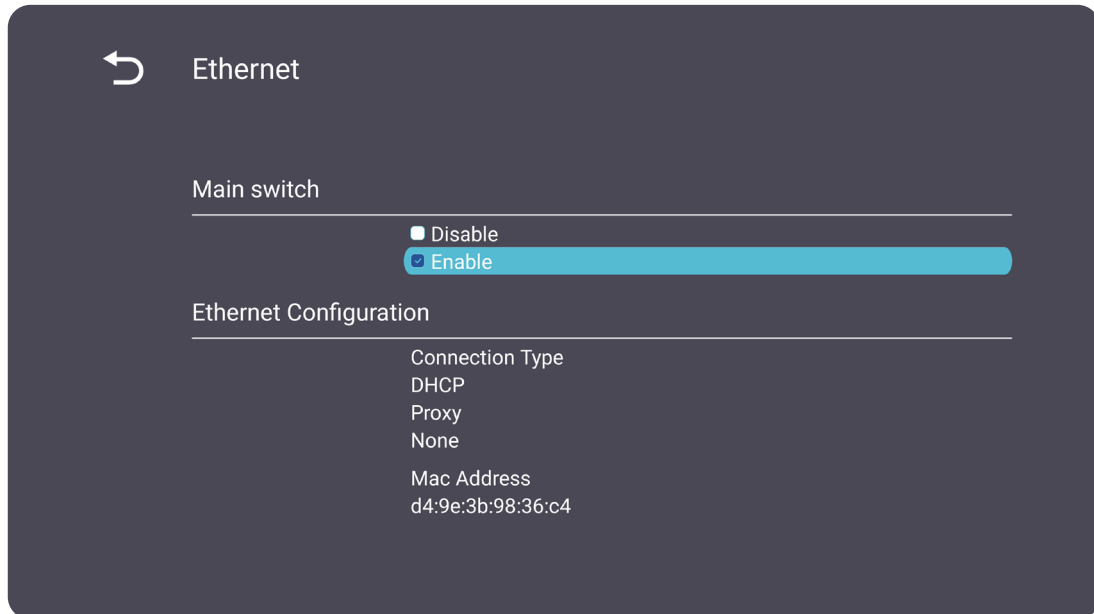 Ethernet
Main switch
Disable
Enable
Ethernet Configuration
Connection Type
DHCP
Proxy
None
Mac Address
d4:9e:3b:98:36:c4